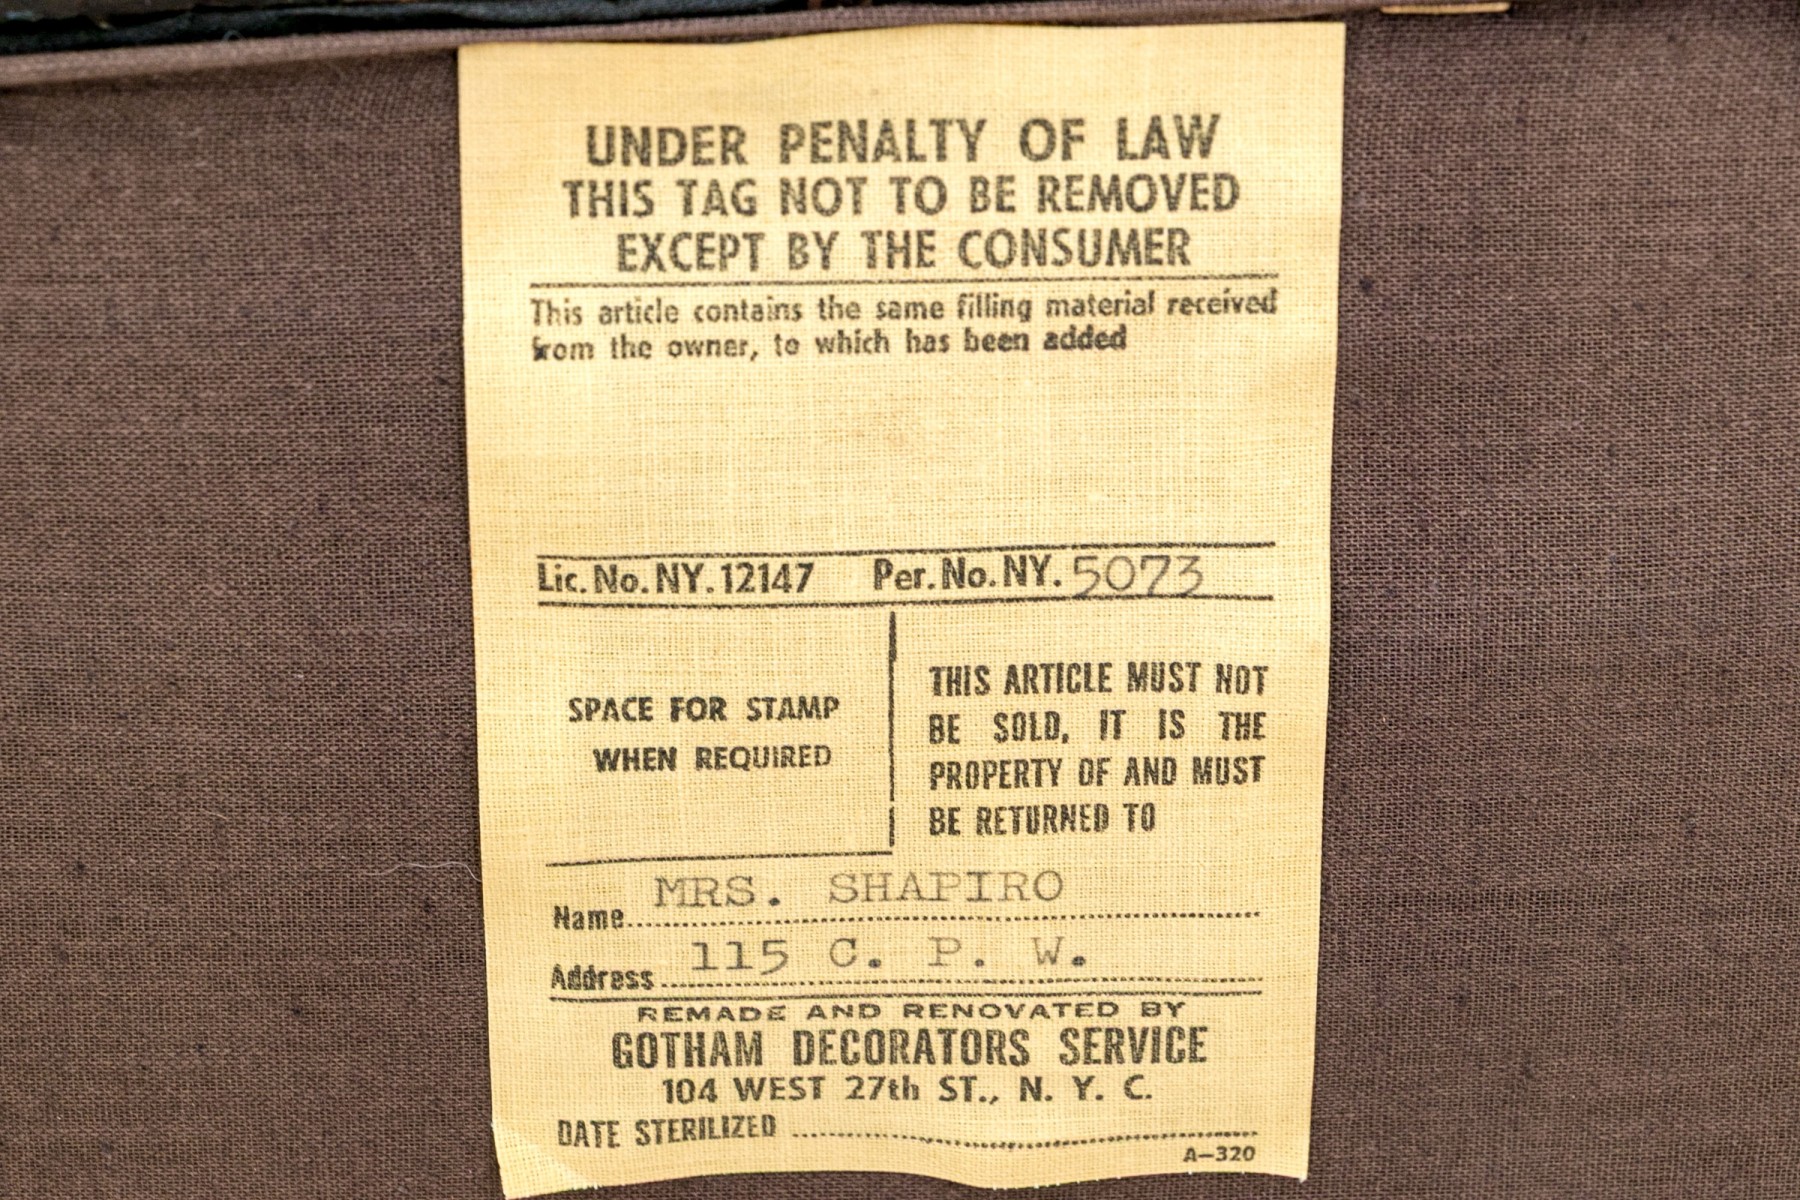 UNDER PENALTY OF LAW
THIS TAG NOT TO BE REMOVED
EXCEPT BY THE CONSUMER
This article contains the same filling material received
from the owner, to which has been added
Lic. No. NY. 12147 Per. No. NY. 5073
SPACE FOR STAMP
WHEN REQUIRED
THIS ARTICLE MUST NOT
BE SOLD, IT IS THE
PROPERTY OF AND MUST
BE RETURNED TO
Name MRS. SHAPIRO
Address 115 C. P. W.
REMADE AND RENOVATED BY
GOTHAM DECORATORS SERVICE
104 WEST 27th ST., N. Y. C.
DATE STERILIZED
A-320